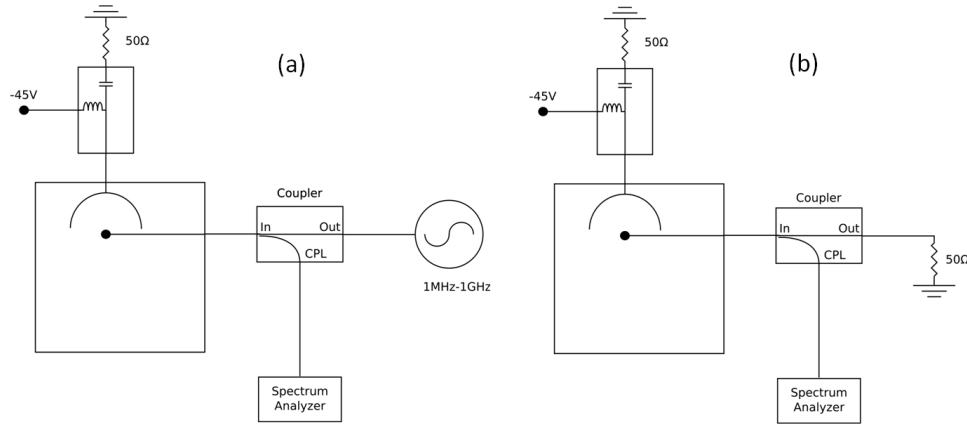 50Ω
(a)
-45V
Coupler
In
Out
CPL
1MHz-1GHz
Spectrum
Analyzer
50Ω
(b)
-45V
Coupler
In
Out
CPL
50Ω
Spectrum
Analyzer